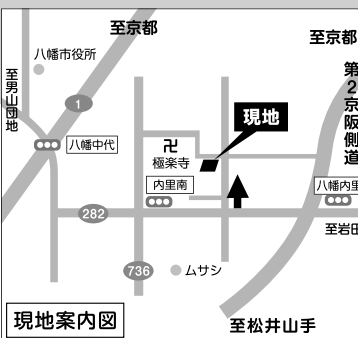 至京都
至京都
八幡市役所
至男山団地
第2京阪側道
1
現地
八幡中代
卍
極楽寺
内里南
八幡内里
282
至岩田
736
ムサシ
現地案内図
至松井山手